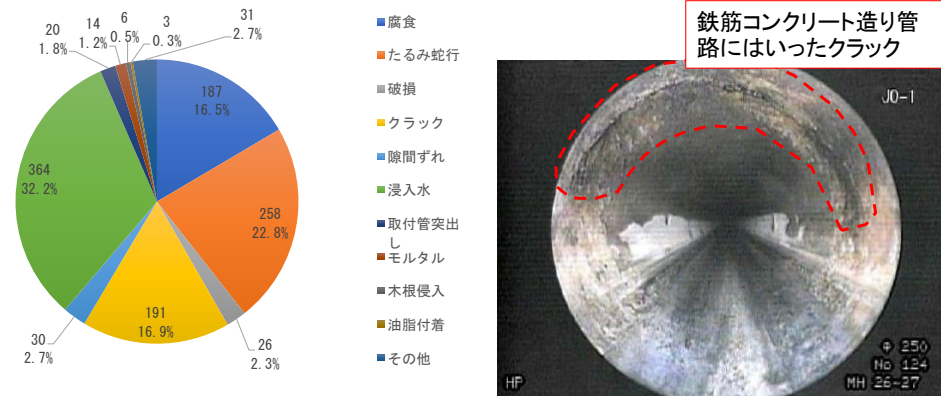 20
1.8%
14
1.2%
6
0.5%
3
0.3%
31
2.7%
187
16.5%
258
22.8%
26
2.3%
191
16.9%
30
2.7%
364
32.2%
腐食
たるみ蛇行
破損
クラック
隙間ずれ
浸入水
取付管突出
し
モルタル
木根侵入
油脂付着
その他
鉄筋コンクリート造り管
路にはいったクラック
JO-1
Φ 250
No 124
HP
MH 26-27